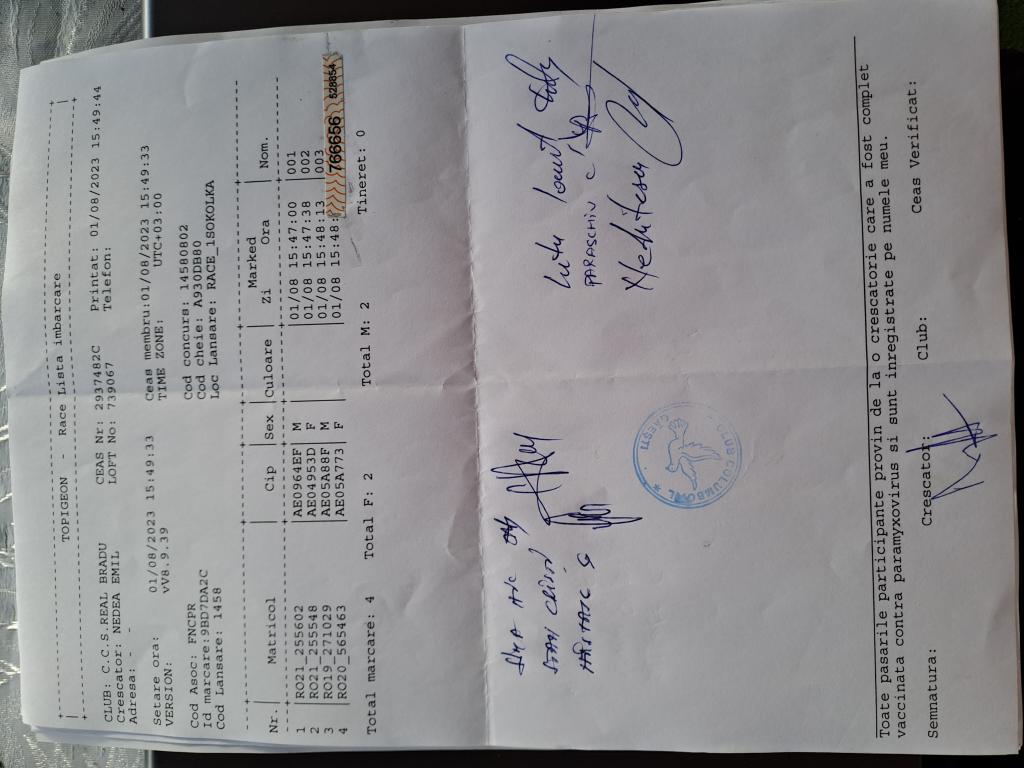 TOPIGEON - Race Lista imbarcare
CLUB: C.C.S.REAL BRADU CEAS Nr: 2937482C Printat: 01/08/2023 15:49:44
Crescator: NEDEA EMIL LOFT No: 739067 Telefon:
Adresa: - -
Setare ora: 01/08/2023 15:49:33 Ceas membru:01/08/2023 15:49:33
VERSION: vV8.9.39 TIME ZONE: UTC+03:00
Cod Asoc: FNCPR Cod concurs: 14580802
Id marcare:9BD7DA2C Cod cheie: A930DB80
Cod Lansare: 1458 Loc Lansare: RACE_1SOKOLKA
Marked
Nr. Matricol Cip Sex Culoare Zi Ora Nom.
1 RO21_255602 AE0964EF M 01/08 15:47:00 001
2 RO21_255548 AE04953D F 01/08 15:47:38 002
3 RO19_271029 AE05A88F M 01/08 15:48:13 003
4 RO20_565463 AE05A773 F 01/08 15:48:
766656 528854
Total marcare: 4 Total F: 2 Total M: 2 Tineret: 0
PARASCHIV C
COLUMBOFIL
Toate pasarile participante provin de la o crescatorie care a fost complet
vaccinata contra paramyxovirus si sunt inregistrate pe numele meu.
Semnatura: Crescator: Club: Ceas Verificat: